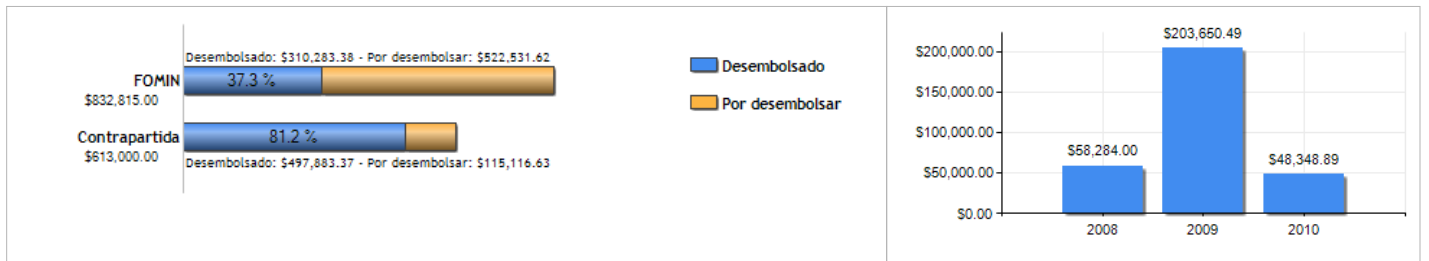 Desembolsado: $310,283.38 - Por desembolsar: $522,531.62
FOMIN
37.3 %
$832,815.00
Contrapartida
81.2 %
$613,000.00
Desembolsado: $497,883.37 - Por desembolsar: $115,116.63
Desembolsado
Por desembolsar
$203,650.49
$200,000.00
$150,000.00
$100,000.00
$58,284.00
$48,348.89
$50,000.00
$0.00
2008
2009
2010